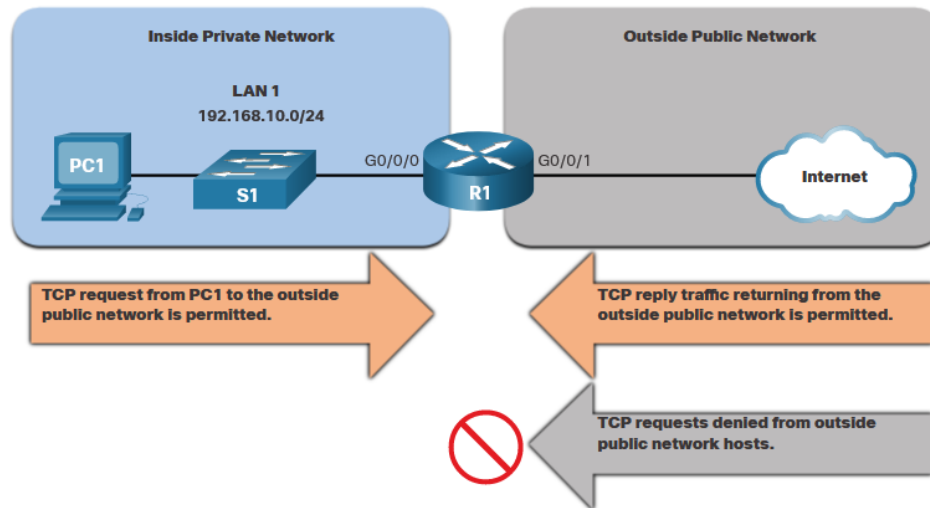 Inside Private Network
Outside Public Network
LAN 1
192.168.10.0/24
PC1
S1
G0/0/0
R1
G0/0/1
Internet
TCP request from PC1 to the outside
public network is permitted.
TCP reply traffic returning from the
outside public network is permitted.
TCP requests denied from outside
public network hosts.